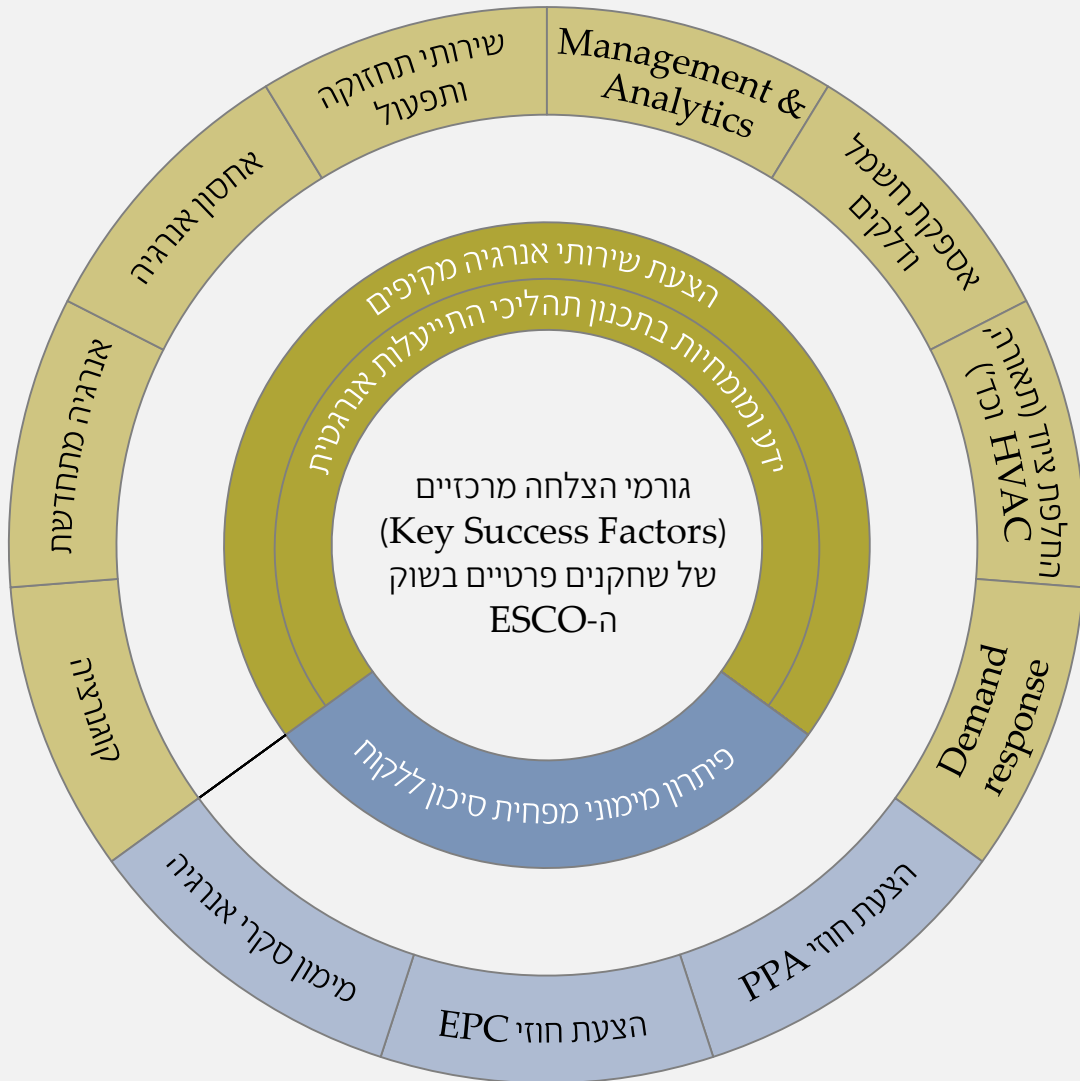 גורמי הצלחה מרכזיים
(Key Success Factors)
של שחקנים פרטיים בשוק
ה-ESCO
הצעת שירותי אנרגיה מקיפים
ידע ומומחיות בתכנון תהליכי התייעלות אנרגטית
פיתרון מימוני מפחית סיכון ללקוח
Management &
Analytics
אספקת חשמל
ודלקים
החלפת ציוד (תאורה,
HVAC וכד')
Demand
response
הצעת חוזי PPA
הצעת חוזי EPC
מימון סקרי אנרגיה
קוגנרציה
אנרגיה מתחדשת
אחסון אנרגיה
שירותי תחזוקה
ותפעול